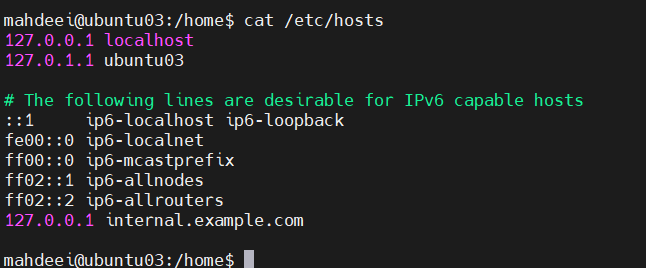 mahdeei@ubuntu03:/home$ cat /etc/hosts
127.0.0.1 localhost
127.0.1.1 ubuntu03
# The following lines are desirable for IPv6 capable hosts
::1     ip6-localhost ip6-loopback
fe00::0 ip6-localnet
ff00::0 ip6-mcastprefix
ff02::1 ip6-allnodes
ff02::2 ip6-allrouters
127.0.0.1 internal.example.com
mahdeei@ubuntu03:/home$